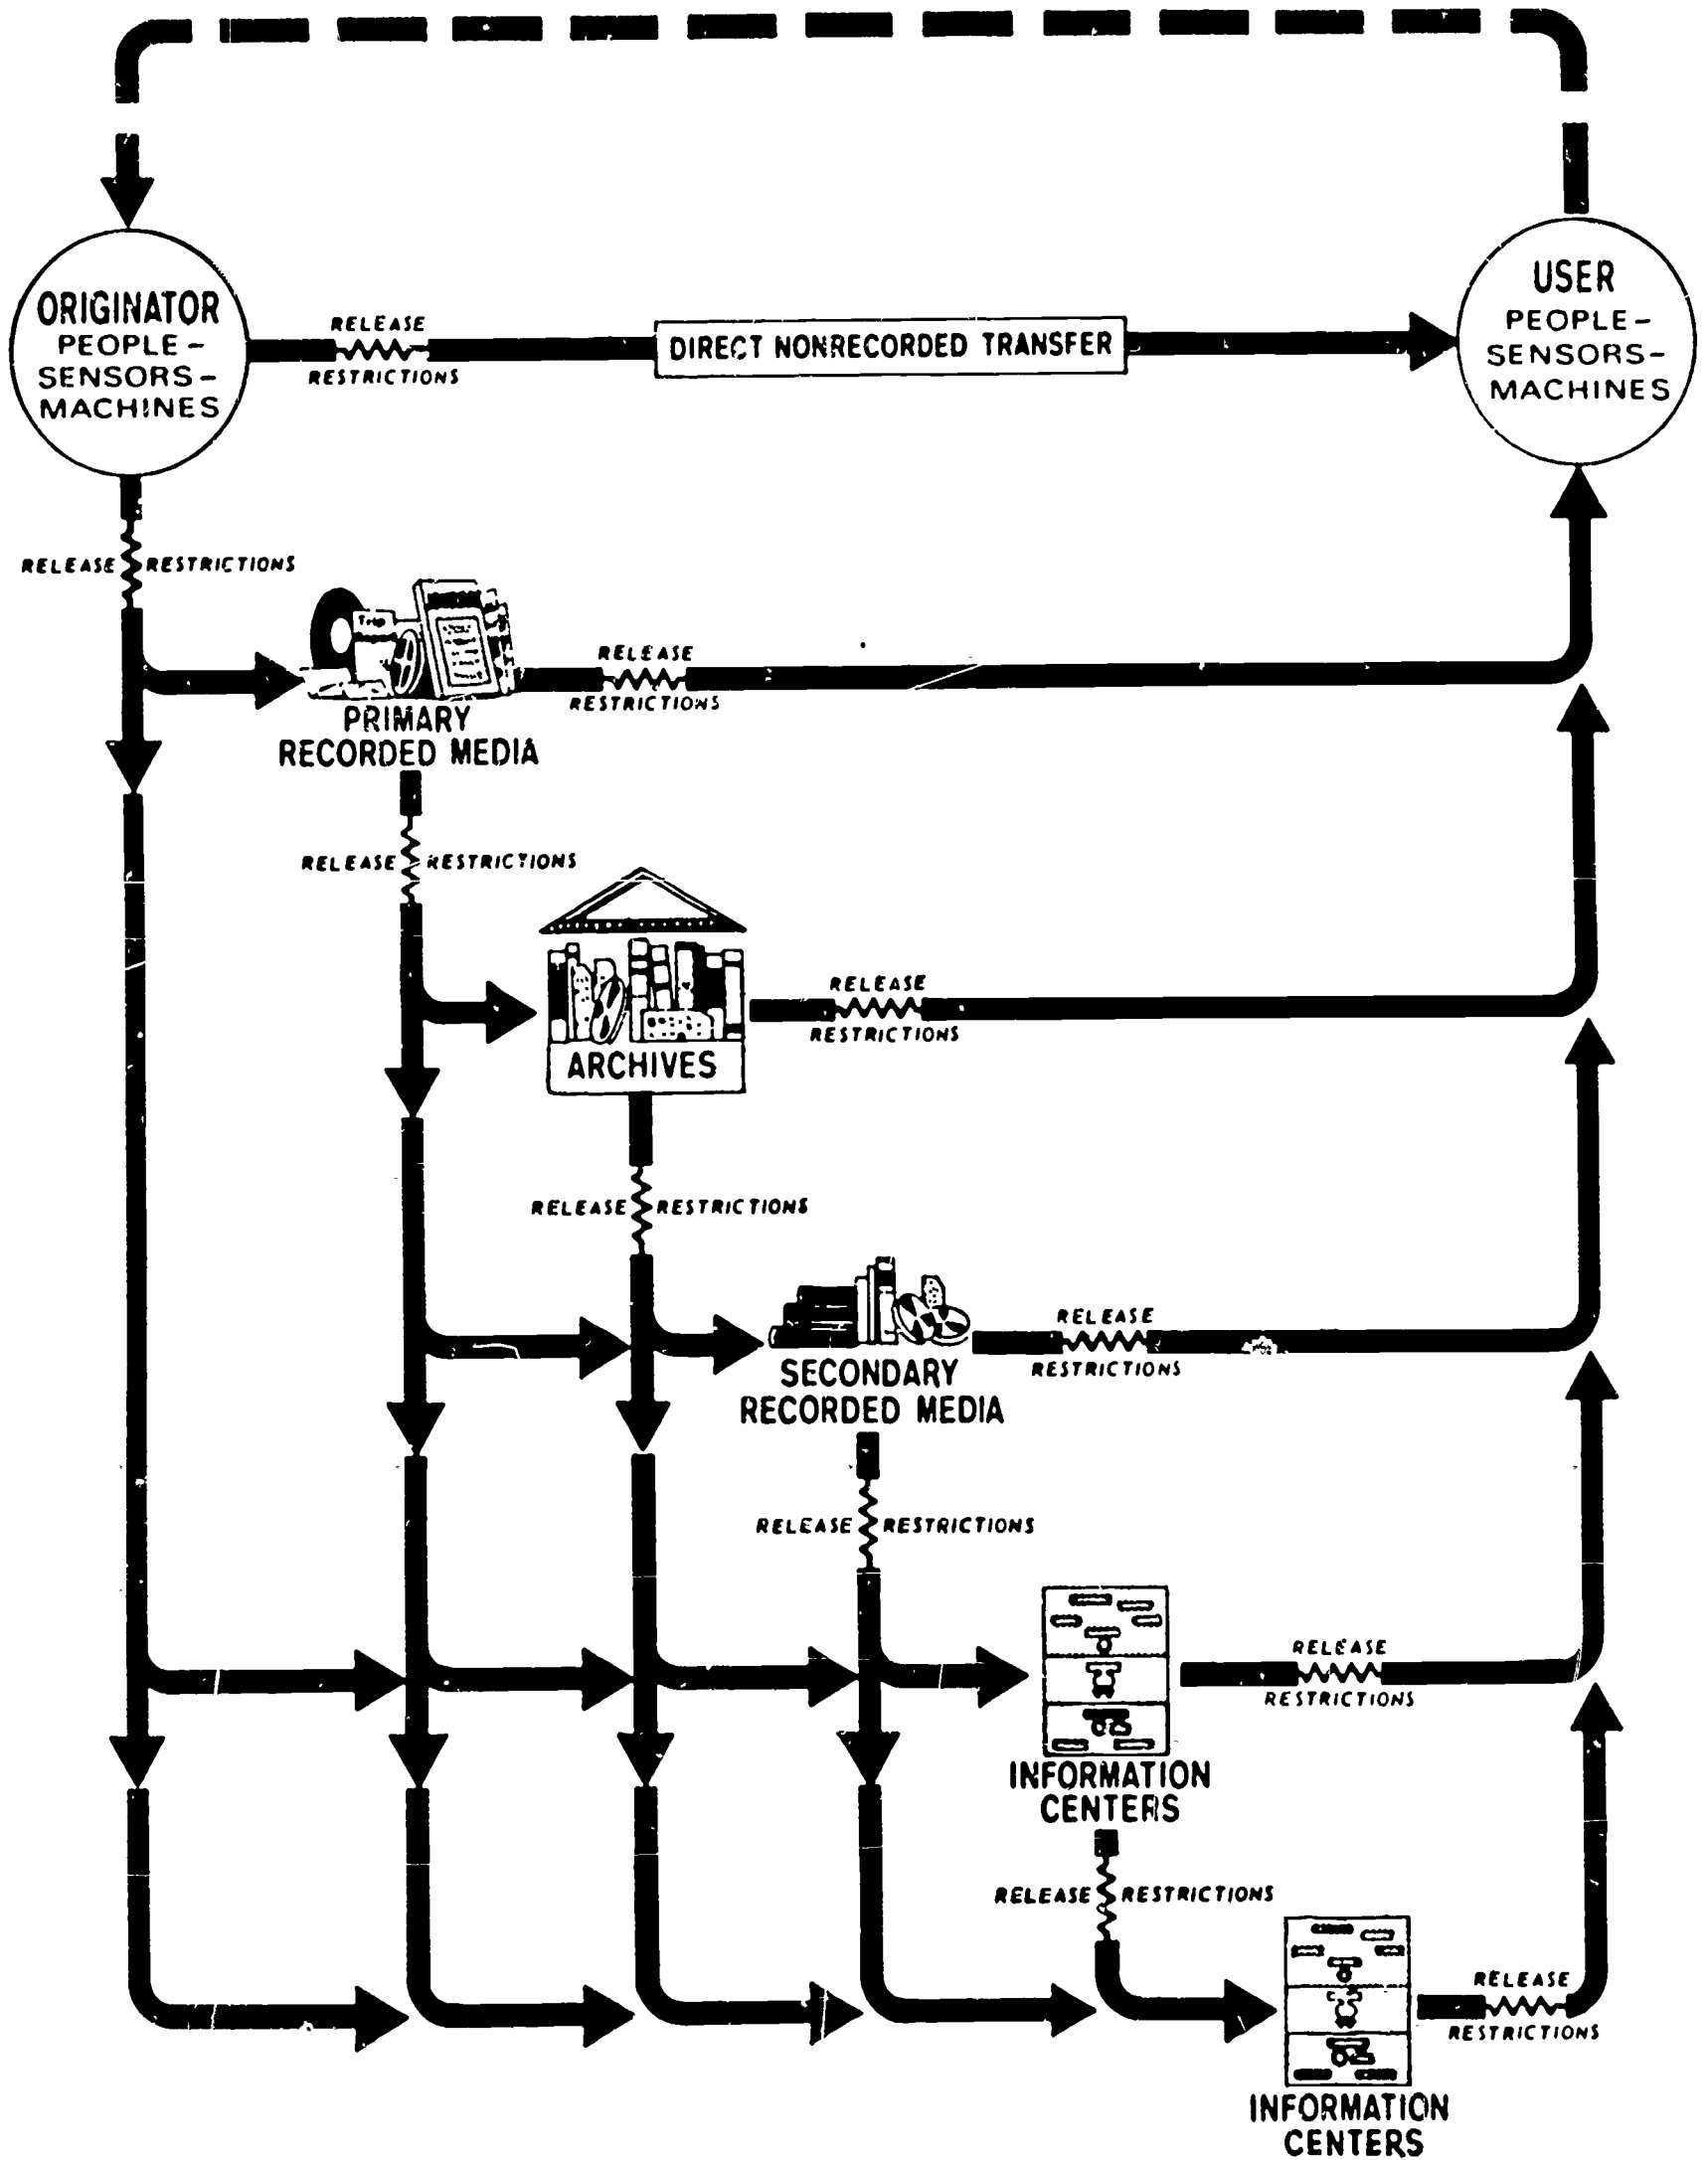 ORIGINATOR
PEOPLE-
SENSORS-
MACHINES
RELEASE
RESTRICTIONS
DIRECT NONRECORDED TRANSFER
USER
PEOPLE-
SENSORS-
MACHINES
RELEASE RESTRICTIONS
Trip
PRIMARY
RECORDED MEDIA
RELEASE
RESTRICTIONS
RELEASE RESTRICTIONS
ARCHIVES
RELEASE
RESTRICTIONS
RELEASE RESTRICTIONS
SECONDARY
RECORDED MEDIA
RELEASE
RESTRICTIONS
RELEASE RESTRICTIONS
INFORMATION
CENTERS
RELEASE
RESTRICTIONS
RELEASE RESTRICTIONS
INFORMATION
CENTERS
RELEASE
RESTRICTIONS